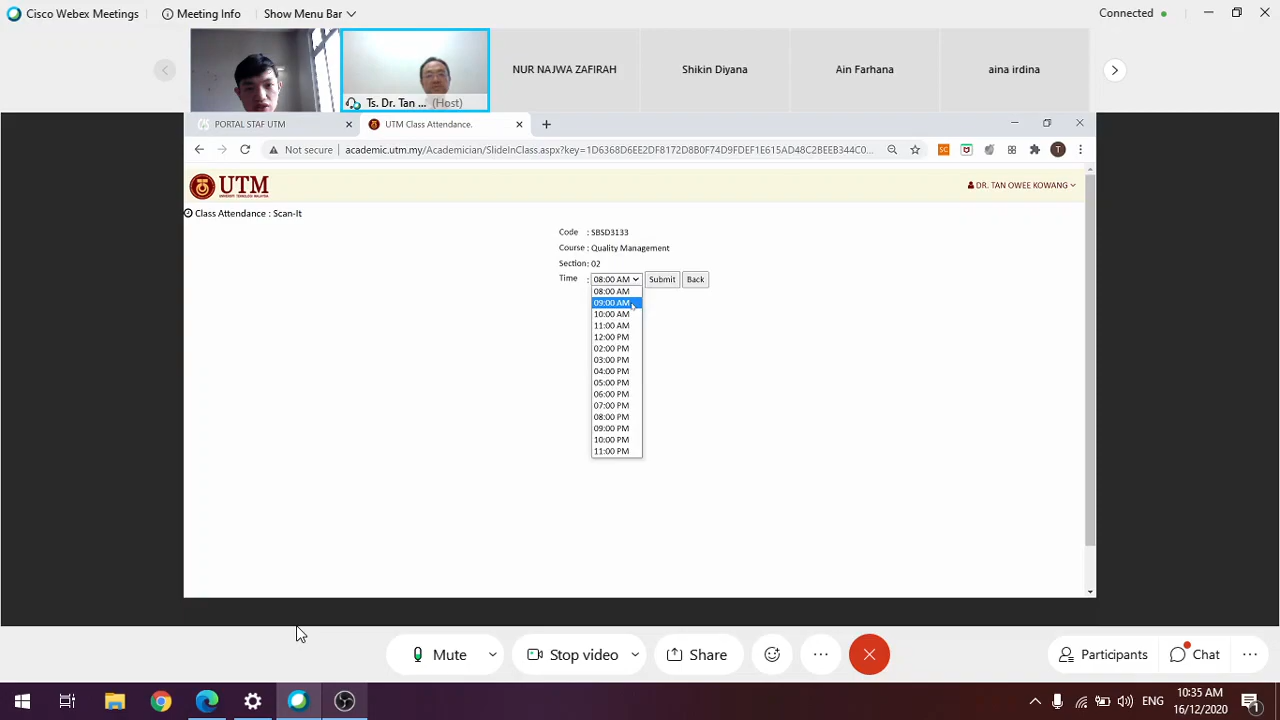 Cisco Webex Meetings
Meeting Info
Show Menu Bar
Connected
Ts. Dr. Tan ... (Host)
NUR NAJWA ZAFIRAH
Shikin Diyana
Ain Farhana
aina irdina
PORTAL STAF UTM
UTM Class Attendance.
Not secure
academic.utm.my/Academician/SlideInClass.aspx?key=1D6368D6EE2DF8172D8B0F74D9FDEF1E615AD48C2BEEB344C0...
T
UTM
UNIVERSITI TEKNOLOGI MALAYSIA
DR. TAN OWEE KOWANG
Class Attendance : Scan-It
Code : SBSD3133
Course : Quality Management
Section: 02
Time : 08:00 AM Submit Back
08:00 AM
09:00 AM
10:00 AM
11:00 AM
12:00 PM
02:00 PM
03:00 PM
04:00 PM
05:00 PM
06:00 PM
07:00 PM
08:00 PM
09:00 PM
10:00 PM
11:00 PM
Mute
Stop video
Share
Participants
Chat
ENG
10:35 AM
16/12/2020
1